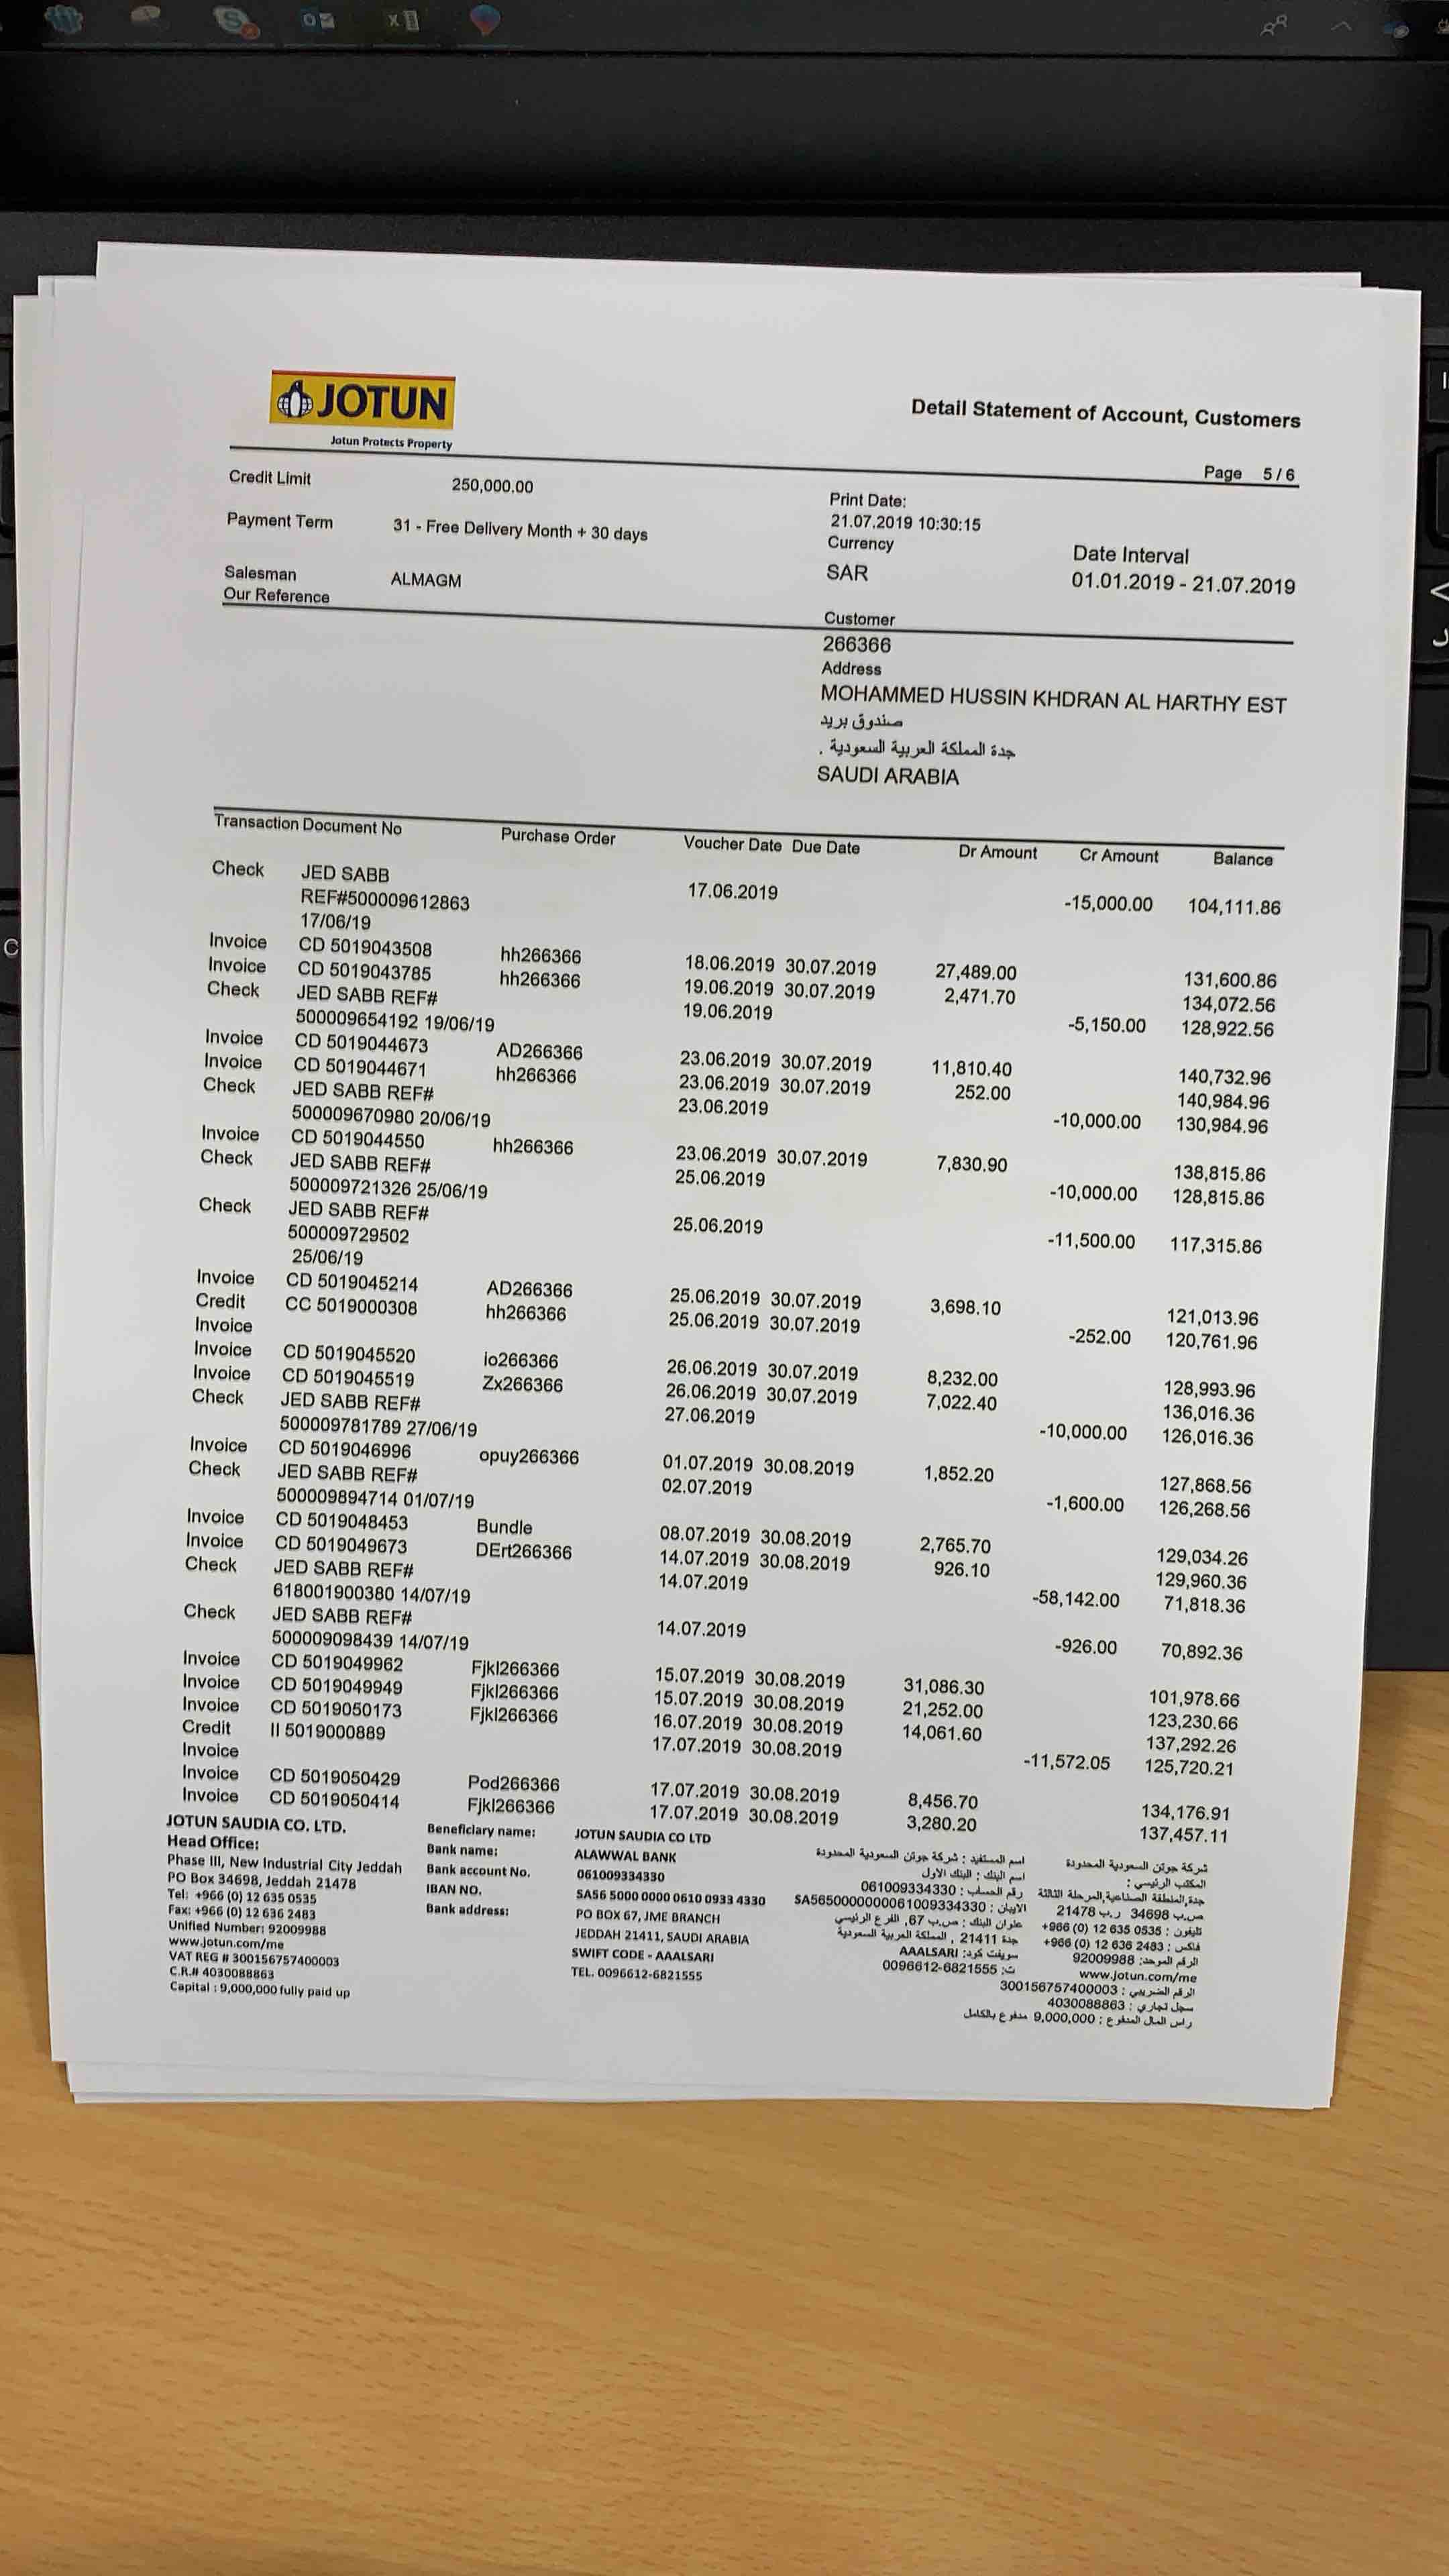 JOTUN
Jotun Protects Property
Detail Statement of Account, Customers
Page 5 / 6
Credit Limit 250,000.00
Print Date:
21.07.2019 10:30:15
Payment Term 31 - Free Delivery Month + 30 days
Currency
SAR
Date Interval
01.01.2019 - 21.07.2019
Salesman ALMAGM
Our Reference
Customer
266366
Address
MOHAMMED HUSSIN KHDRAN AL HARTHY EST
صندوق بريد
جدة المملكة العربية السعودية .
SAUDI ARABIA
Transaction Document No Purchase Order Voucher Date Due Date Dr Amount Cr Amount Balance
Check JED SABB 17.06.2019 -15,000.00 104,111.86
REF#500009612863
17/06/19
Invoice CD 5019043508 hh266366 18.06.2019 30.07.2019 27,489.00 131,600.86
Invoice CD 5019043785 hh266366 19.06.2019 30.07.2019 2,471.70 134,072.56
Check JED SABB REF# 19.06.2019 -5,150.00 128,922.56
500009654192 19/06/19
Invoice CD 5019044673 AD266366 23.06.2019 30.07.2019 11,810.40 140,732.96
Invoice CD 5019044671 hh266366 23.06.2019 30.07.2019 252.00 140,984.96
Check JED SABB REF# 23.06.2019 -10,000.00 130,984.96
500009670980 20/06/19
Invoice CD 5019044550 hh266366 23.06.2019 30.07.2019 7,830.90 138,815.86
Check JED SABB REF# 25.06.2019 -10,000.00 128,815.86
500009721326 25/06/19
Check JED SABB REF# 25.06.2019 -11,500.00 117,315.86
500009729502
25/06/19
Invoice CD 5019045214 AD266366 25.06.2019 30.07.2019 3,698.10 121,013.96
Credit CC 5019000308 hh266366 25.06.2019 30.07.2019 -252.00 120,761.96
Invoice
Invoice CD 5019045520 io266366 26.06.2019 30.07.2019 8,232.00 128,993.96
Invoice CD 5019045519 Zx266366 26.06.2019 30.07.2019 7,022.40 136,016.36
Check JED SABB REF# 27.06.2019 -10,000.00 126,016.36
500009781789 27/06/19
Invoice CD 5019046996 opuy266366 01.07.2019 30.08.2019 1,852.20 127,868.56
Check JED SABB REF# 02.07.2019 -1,600.00 126,268.56
500009894714 01/07/19
Invoice CD 5019048453 Bundle 08.07.2019 30.08.2019 2,765.70 129,034.26
Invoice CD 5019049673 DErt266366 14.07.2019 30.08.2019 926.10 129,960.36
Check JED SABB REF# 14.07.2019 -58,142.00 71,818.36
618001900380 14/07/19
Check JED SABB REF# 14.07.2019 -926.00 70,892.36
500009098439 14/07/19
Invoice CD 5019049962 Fjkl266366 15.07.2019 30.08.2019 31,086.30 101,978.66
Invoice CD 5019049949 Fjkl266366 15.07.2019 30.08.2019 21,252.00 123,230.66
Invoice CD 5019050173 Fjkl266366 16.07.2019 30.08.2019 14,061.60 137,292.26
Credit II 5019000889 17.07.2019 30.08.2019 -11,572.05 125,720.21
Invoice
Invoice CD 5019050429 Pod266366 17.07.2019 30.08.2019 8,456.70 134,176.91
Invoice CD 5019050414 Fjkl266366 17.07.2019 30.08.2019 3,280.20 137,457.11
JOTUN SAUDIA CO. LTD.
Head Office:
Phase III, New Industrial City Jeddah
PO Box 34698, Jeddah 21478
Tel: +966 (0) 12 635 0535
Fax: +966 (0) 12 636 2483
Unified Number: 92009988
www.jotun.com/me
VAT REG # 300156757400003
C.R.# 4030088863
Capital : 9,000,000 fully paid up
Beneficiary name: JOTUN SAUDIA CO LTD
Bank name: ALAWWAL BANK
Bank account No. 061009334330
IBAN NO. SA56 5000 0000 0610 0933 4330
Bank address: PO BOX 67, JME BRANCH
JEDDAH 21411, SAUDI ARABIA
SWIFT CODE - AAALSARI
TEL. 0096612-6821555
اسم المستفيد : شركة جوتن السعودية المحدودة
اسم البنك : البنك الاول
رقم الحساب : 061009334330
الايبان : SA5650000000061009334330
عنوان البنك : ص.ب 67, الفرع الرئيسي
جدة 21411 , المملكة العربية السعودية
سويفت كود: AAALSARI
ت: 0096612-6821555
شركة جوتن السعودية المحدودة
المكتب الرئيسي :
جدة,المنطقة الصناعية,المرحلة الثالثة
ص.ب 34698 ر.ب 21478
تليفون : 0535 635 12 (0) 966+
فاكس : 2483 636 12 (0) 966+
الرقم الموحد: 92009988
www.jotun.com/me
الرقم الضريبي : 300156757400003
سجل تجاري : 4030088863
راس المال المدفوع : 9,000,000 مدفوع بالكامل